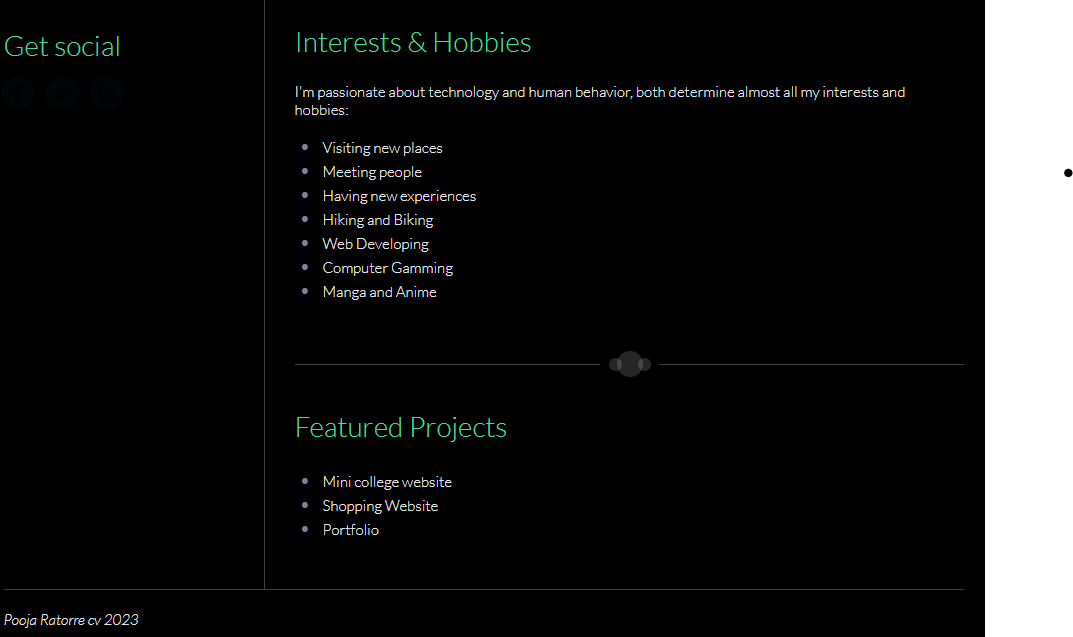 Get social
Interests & Hobbies
I'm passionate about technology and human behavior, both determine almost all my interests and
hobbies:
Visiting new places
Meeting people
Having new experiences
Hiking and Biking
Web Developing
Computer Gamming
Manga and Anime
Featured Projects
Mini college website
Shopping Website
Portfolio
Pooja Ratorre cv 2023